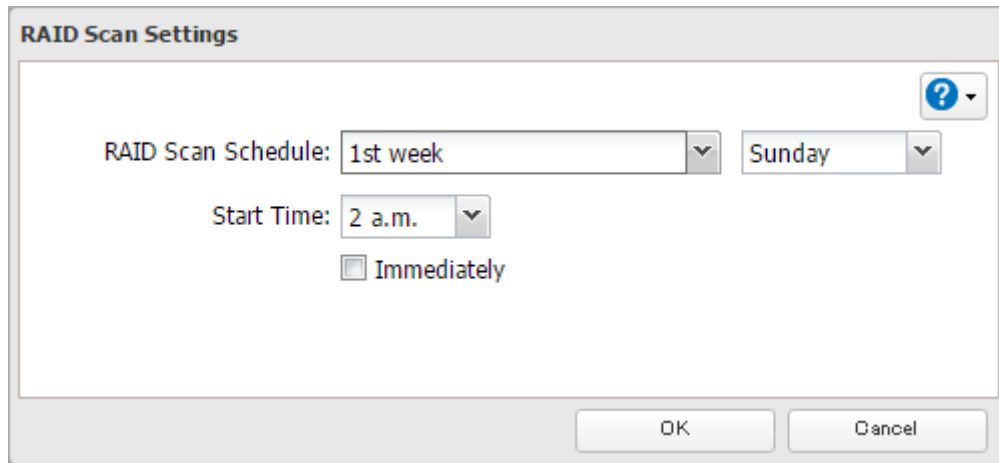 RAID Scan Settings
?
RAID Scan Schedule: 1st week Sunday
Start Time: 2 a.m.
Immediately
OK Cancel